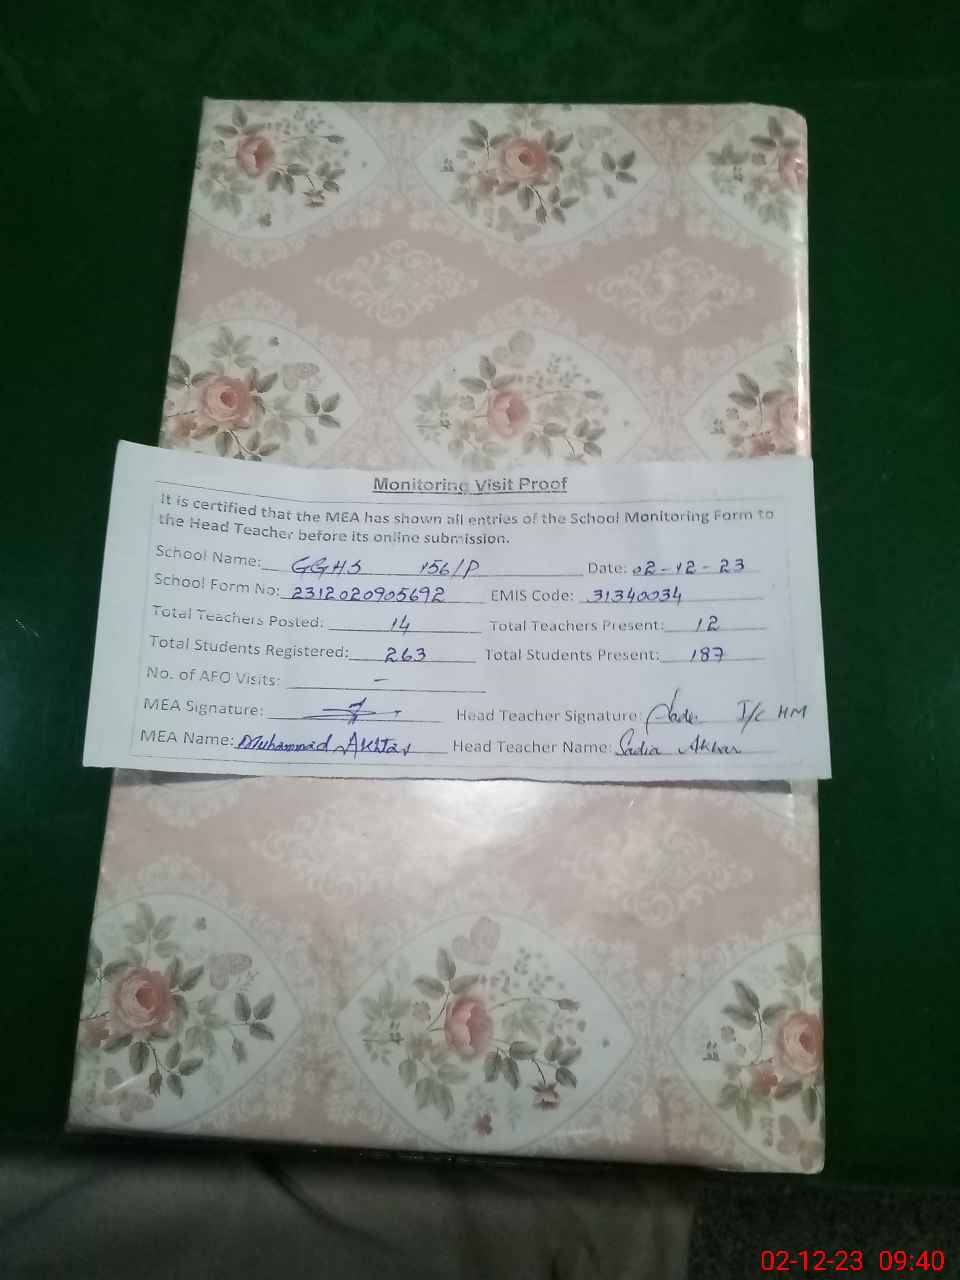 Monitoring Visit Proof
It is certified that the MEA has shown all entries of the School Monitoring Form to
the Head Teacher before its online submission.
School Name: GGHS 156/P Date: 02-12-23
School Form No: 2312020905692 EMIS Code: 31340034
Total Teachers Posted: 14 Total Teachers Present: 12
Total Students Registered: 263 Total Students Present: 187
No. of AFO Visits: -
MEA Signature: Head Teacher Signature: I/C HM
MEA Name: Muhammad Akhtar Head Teacher Name: Sadia Akbar
02-12-23 09:40